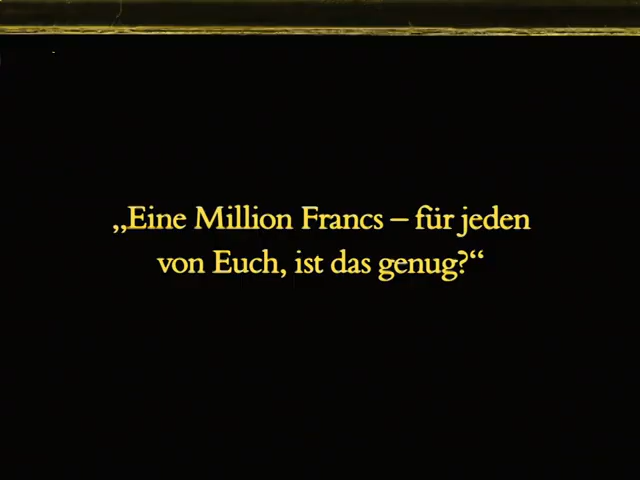 „Eine Million Francs – für jeden
von Euch, ist das genug?“